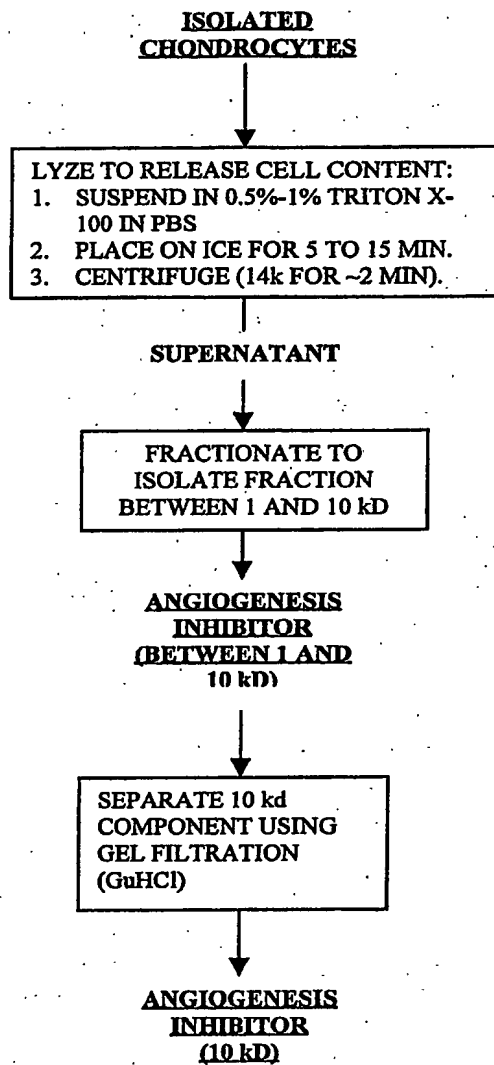 ISOLATED
CHONDROCYTES
LYZE TO RELEASE CELL CONTENT:
1. SUSPEND IN 0.5%-1% TRITON X-
100 IN PBS
2. PLACE ON ICE FOR 5 TO 15 MIN.
3. CENTRIFUGE (14k FOR ~2 MIN).
SUPERNATANT
FRACTIONATE TO
ISOLATE FRACTION
BETWEEN 1 AND 10 kD
ANGIOGENESIS
INHIBITOR
(BETWEEN 1 AND
10 kD)
SEPARATE 10 kd
COMPONENT USING
GEL FILTRATION
(GuHCl)
ANGIOGENESIS
INHIBITOR
(10 kD)